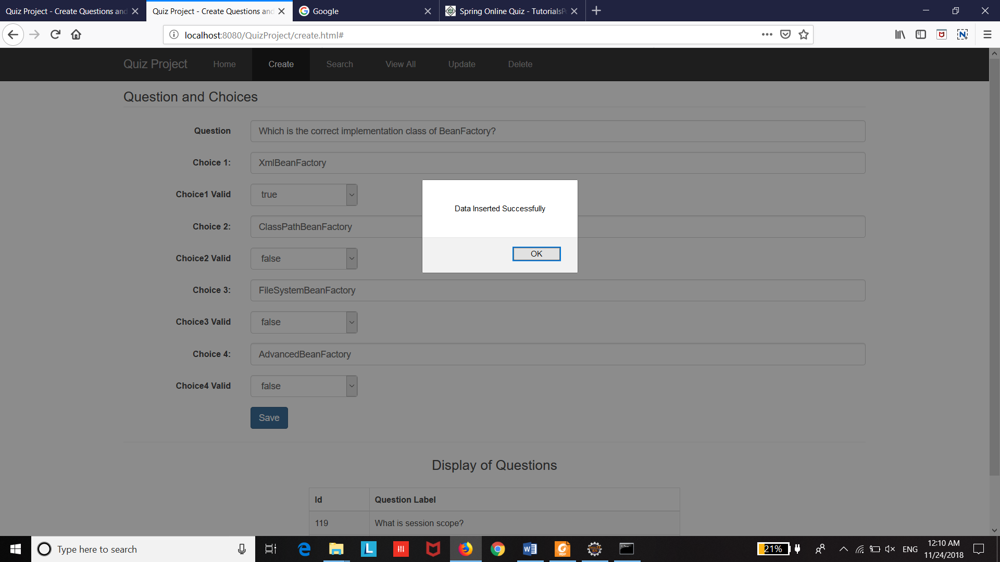 Quiz Project - Create Questions and
Quiz Project - Create Questions and
Google
Spring Online Quiz - TutorialsP
localhost:8080/QuizProject/create.html#
Quiz Project
Home
Create
Search
View All
Update
Delete
Question and Choices
Question
Which is the correct implementation class of BeanFactory?
Choice 1:
XmlBeanFactory
Choice1 Valid
true
Choice 2:
ClassPathBeanFactory
Choice2 Valid
false
Choice 3:
FileSystemBeanFactory
Choice3 Valid
false
Choice 4:
AdvancedBeanFactory
Choice4 Valid
false
Save
Data Inserted Successfully
OK
Display of Questions
Id
Question Label
119
What is session scope?
Type here to search
21%
ENG
12:10 AM
11/24/2018